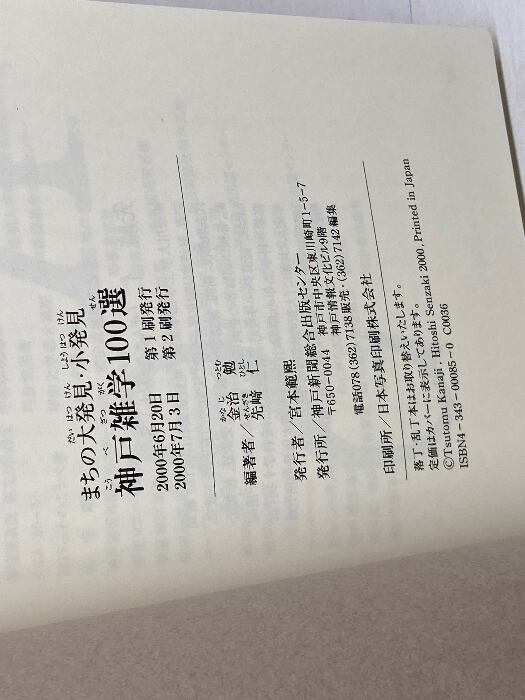 まちの大発見・小発見
神戸雑学100選
2000年6月20日 第1刷発行
2000年7月3日 第2刷発行
編著者／金治 勉
先崎 仁
発行者／宮本範熙
発行所／神戸新聞総合出版センター
〒650-0044 神戸市中央区東川崎町1-5-7
神戸情報文化ビル9階
電話078(362)7138販売・(362)7142編集
印刷所／日本写真印刷株式会社
落丁・乱丁本はお取り替えいたします。
定価はカバーに表示してあります。
©Tsutomu Kanaji, Hitoshi Senzaki 2000, Printed in Japan
ISBN4-343-00085-0 C0036